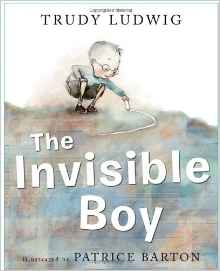 TRUDY LUDWIG
The
Invisible
Boy
illustrated by PATRICE BARTON